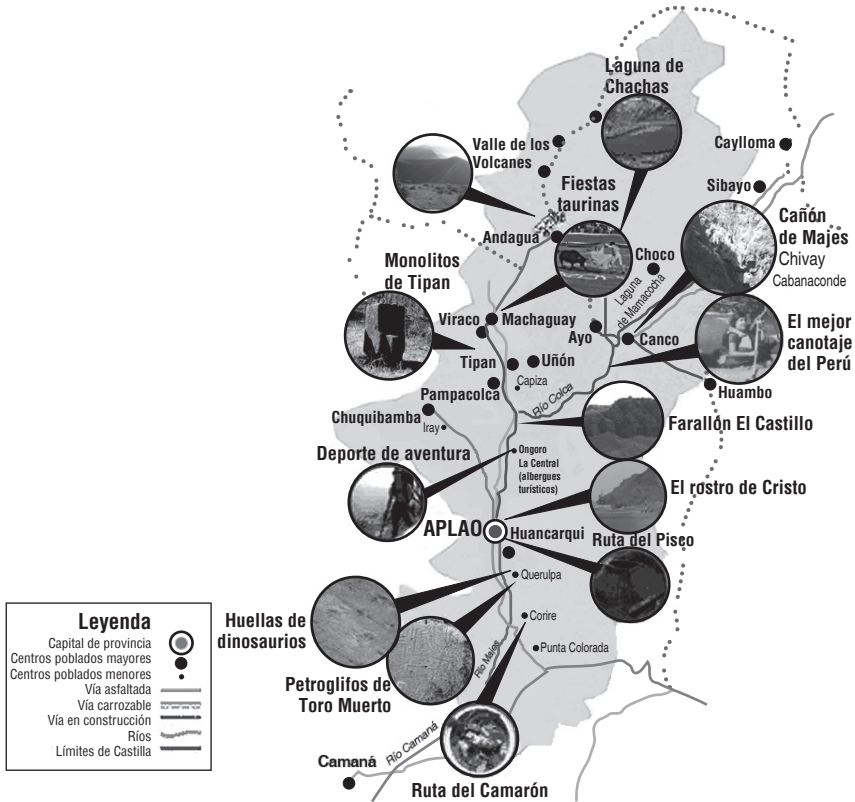 Laguna de
Chachas
Valle de los
Volcanes
Caylloma
Sibayo
Fiestas
taurinas
Cañón
de Majes
Chivay
Cabanaconde
Andagua
Choco
Monolitos
de Tipan
Laguna
de Mamacocha
Viraco
Machaguay
Ayo
Canco
El mejor
canotaje
del Perú
Tipan
Uñón
Capiza
Pampacolca
Huambo
Río Colca
Chuquibamba
Iray
Farallón El Castillo
Deporte de aventura
Ongoro
La Central
(albergues
turísticos)
El rostro de Cristo
APLAO
Huancarqui
Ruta del Pisco
Querulpa
Huellas de
dinosaurios
Corire
Punta Colorada
Río Majes
Petroglifos de
Toro Muerto
Río Camaná
Camaná
Ruta del Camarón
Leyenda
Capital de provincia
Centros poblados mayores
Centros poblados menores
Vía asfaltada
Vía carrozable
Vía en construcción
Ríos
Límites de Castilla